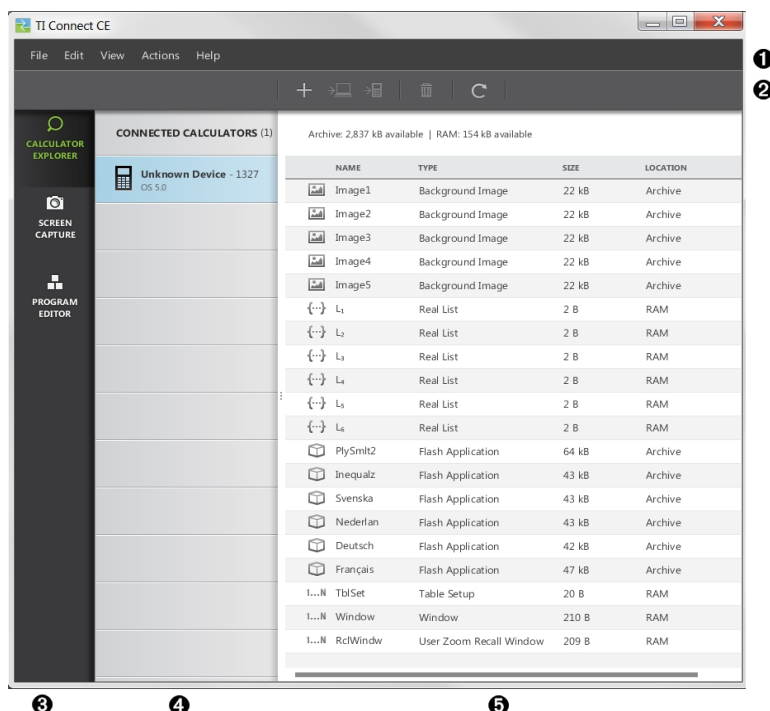 TI Connect CE
File Edit View Actions Help
❶
❷
CALCULATOR
EXPLORER
SCREEN
CAPTURE
PROGRAM
EDITOR
CONNECTED CALCULATORS (1)
Unknown Device - 1327
OS 5.0
Archive: 2,837 kB available | RAM: 154 kB available
NAME TYPE SIZE LOCATION
Image1 Background Image 22 kB Archive
Image2 Background Image 22 kB Archive
Image3 Background Image 22 kB Archive
Image4 Background Image 22 kB Archive
Image5 Background Image 22 kB Archive
{···} L₁ Real List 2 B RAM
{···} L₂ Real List 2 B RAM
{···} L₃ Real List 2 B RAM
{···} L₄ Real List 2 B RAM
{···} L₅ Real List 2 B RAM
{···} L₆ Real List 2 B RAM
PlySmlt2 Flash Application 64 kB Archive
Inequalz Flash Application 43 kB Archive
Svenska Flash Application 43 kB Archive
Nederlan Flash Application 43 kB Archive
Deutsch Flash Application 42 kB Archive
Français Flash Application 47 kB Archive
1...N TblSet Table Setup 20 B RAM
1...N Window Window 210 B RAM
1...N RclWindw User Zoom Recall Window 209 B RAM
❸ ❹ ❺